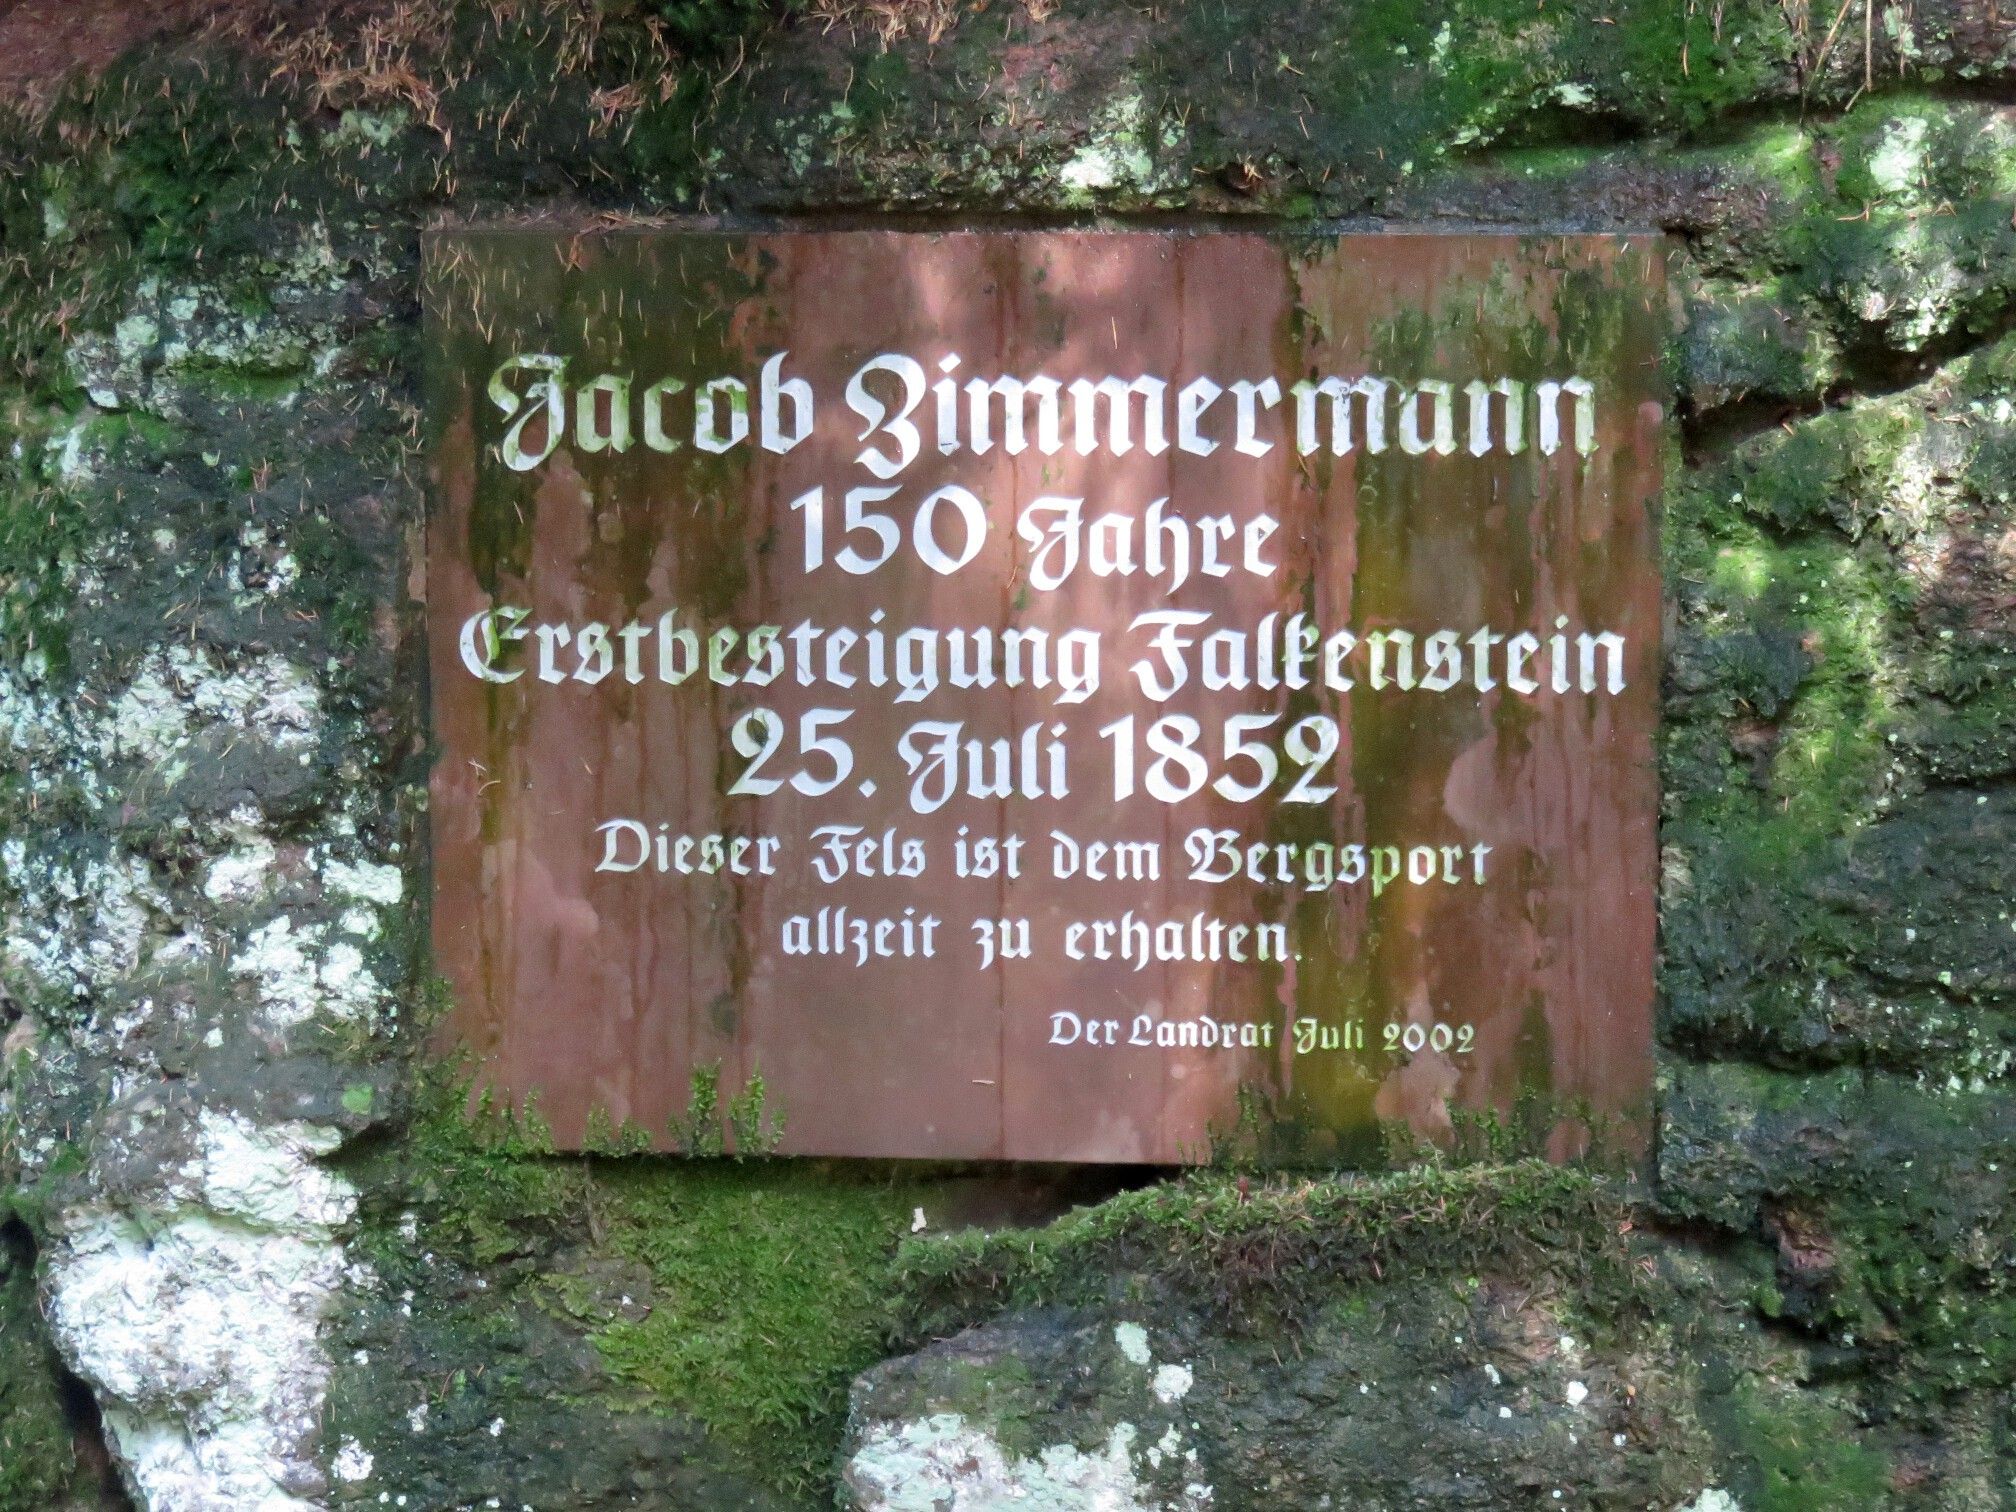 Jacob Zimmermann
150 Jahre
Erstbesteigung Falkenstein
25. Juli 1852
Dieser Fels ist dem Bergsport
allzeit zu erhalten.
Der Landrat Juli 2002